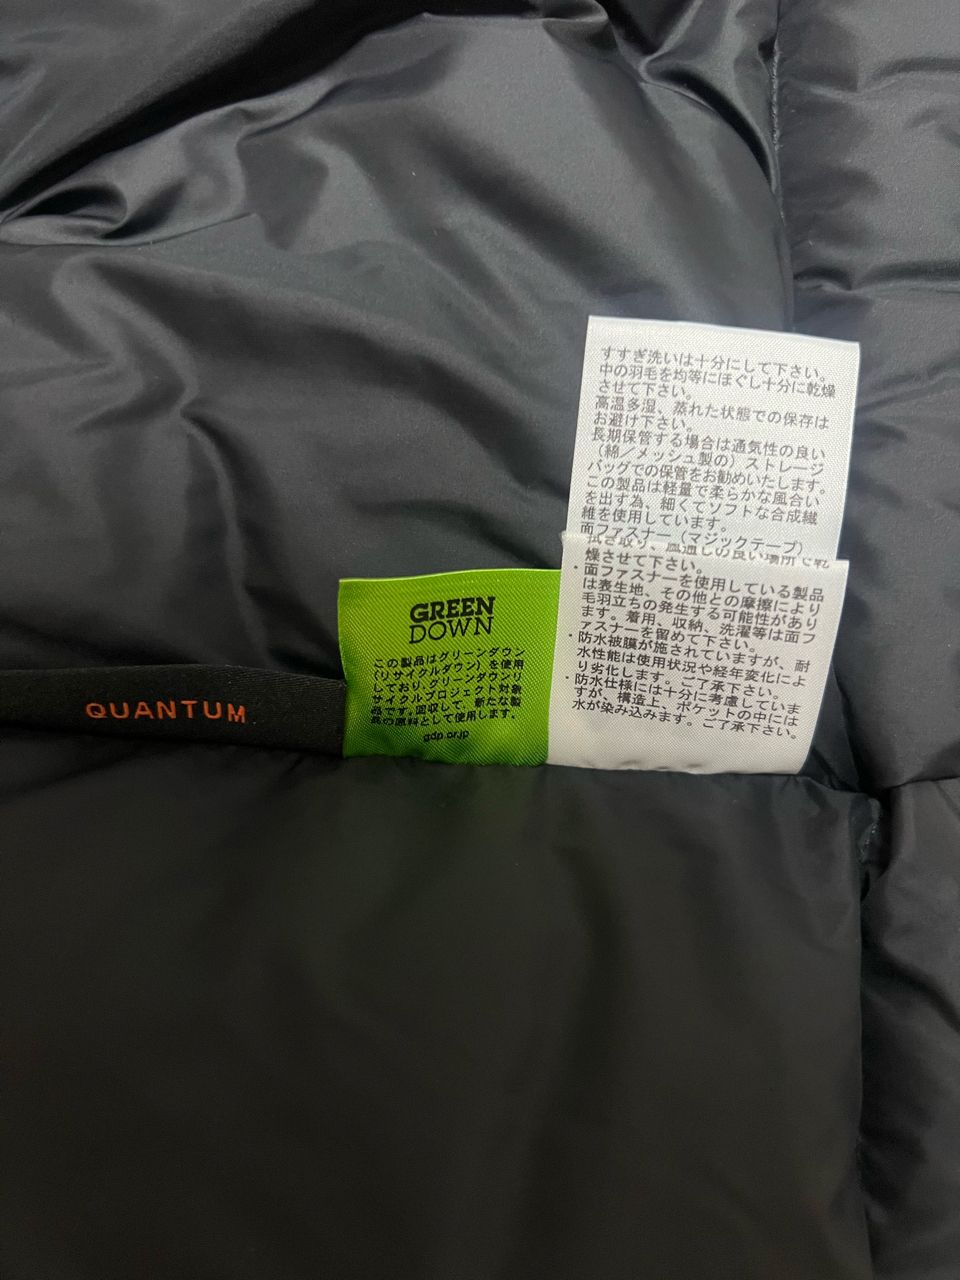 すすぎ洗いは十分にして下さい。
中の羽毛を均等にほぐし十分に乾燥
させて下さい。
高温多湿、蒸れた状態での保存は
お避け下さい。
長期保管する場合は通気性の良い
（綿／メッシュ製の）ストレージ
バッグでの保管をお勧めいたします。
この製品は軽量で柔らかな風合い
を出す為、細くてソフトな合成繊
維を使用しています。
面ファスナー（マジックテープ）
拭き取り、風通しの良い場所で乾
燥させて下さい。
・面ファスナーを使用している製品
は表生地、その他との摩擦により
毛羽立ちの発生する可能性があり
ます。着用、収納、洗濯等は面フ
ァスナーを留めて下さい。
・防水被膜が施されていますが、耐
水性能は使用状況や経年変化によ
り劣化します。ご了承下さい。
・防水仕様には十分に考慮していま
すが、構造上、ポケットの中には
水が染み込みます。ご了承下さい。
GREEN
DOWN
この製品はグリーンダウン
（リサイクルダウン）を使用
しており、グリーンダウンリ
サイクルプロジェクト対象
品です。回収して、新たな製
品の原料として使用します。
gdp.or.jp
QUANTUM